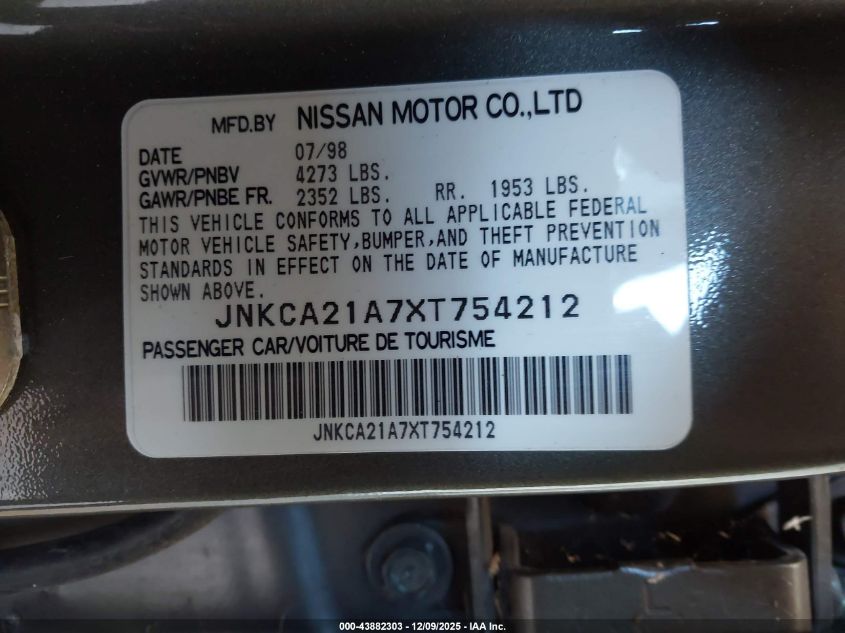 MFD.BY NISSAN MOTOR CO.,LTD
DATE 07/98
GVWR/PNBV 4273 LBS.
GAWR/PNBE FR. 2352 LBS. RR. 1953 LBS.
THIS VEHICLE CONFORMS TO ALL APPLICABLE FEDERAL
MOTOR VEHICLE SAFETY,BUMPER,AND THEFT PREVENTION
STANDARDS IN EFFECT ON THE DATE OF MANUFACTURE
SHOWN ABOVE.
JNKCA21A7XT754212
PASSENGER CAR/VOITURE DE TOURISME
JNKCA21A7XT754212
000-43882303 - 12/09/2025 - IAA Inc.